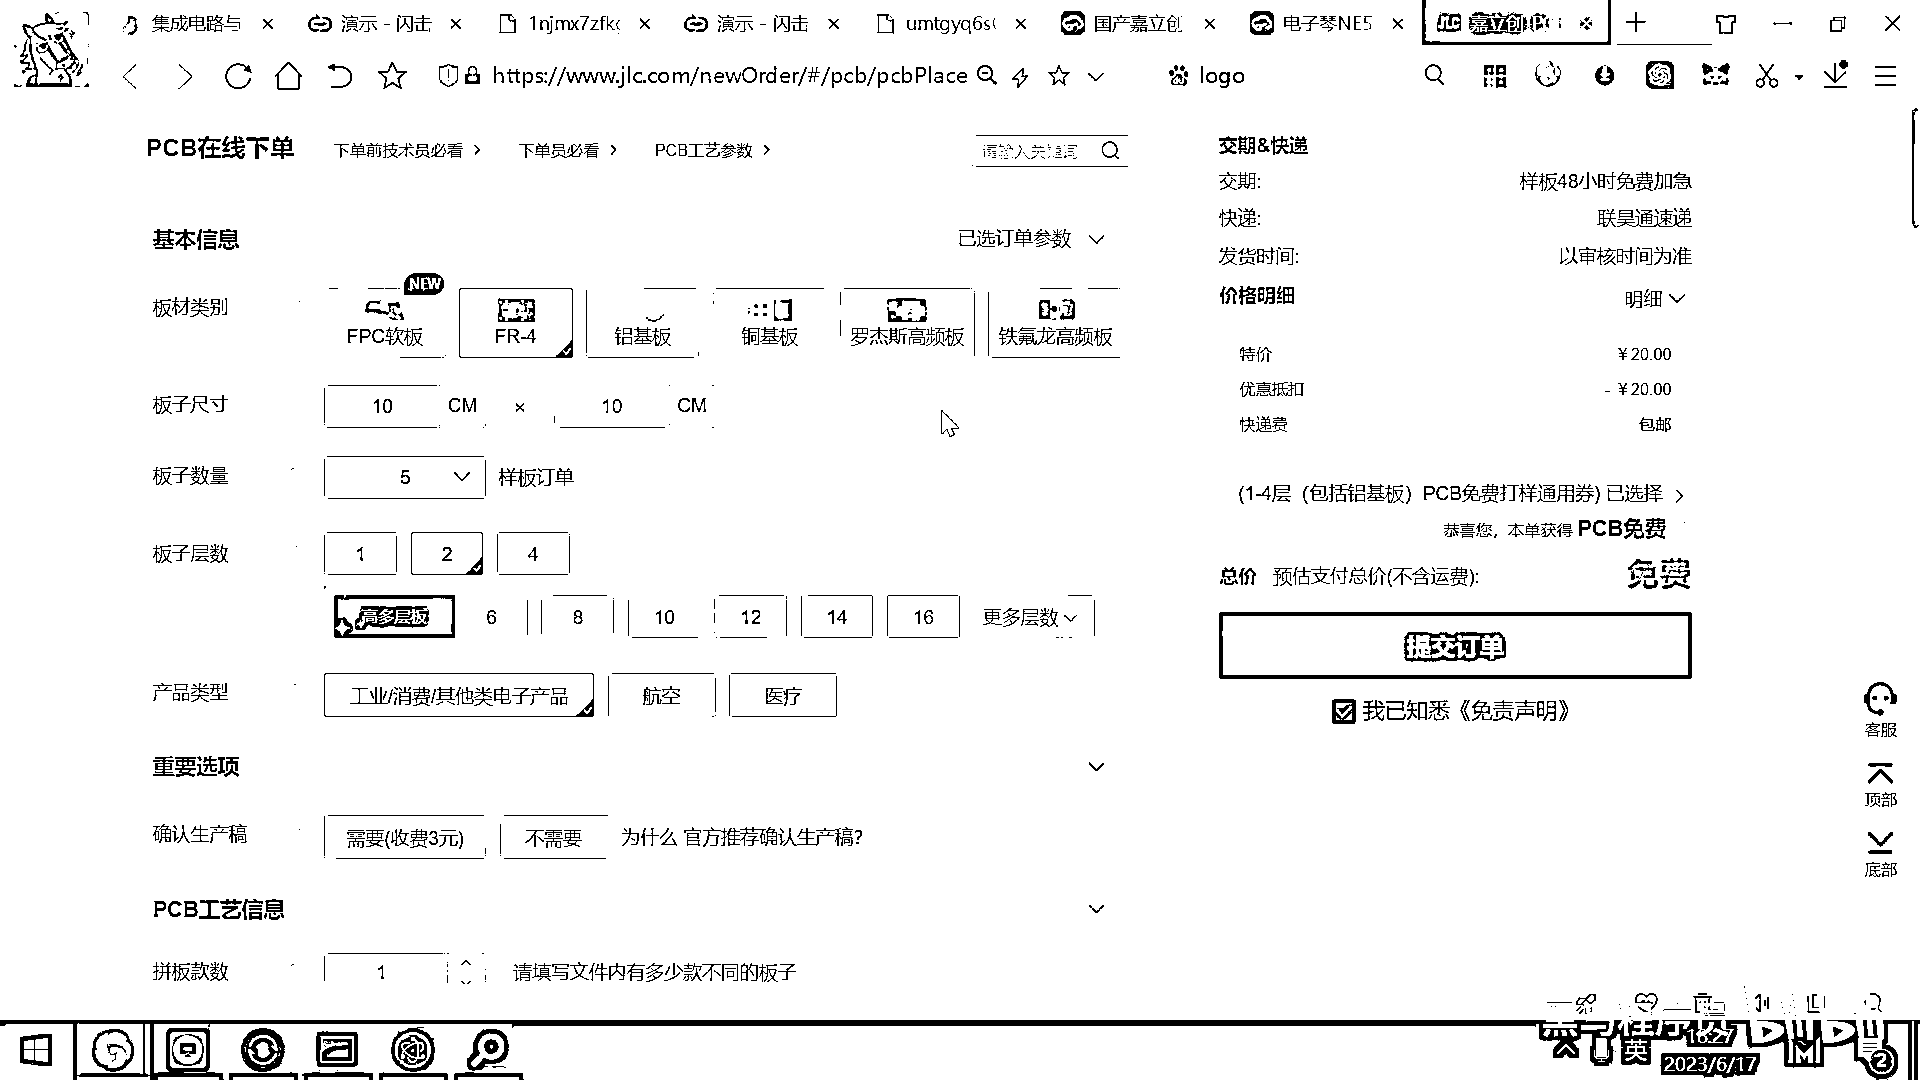 集成电路与
演示 - 闪击
1njmx7zfk
演示 - 闪击
umtgyq6s
国产嘉立创
电子琴NE5
嘉立创
https://www.jlc.com/newOrder/#/pcb/pcbPlace
logo
PCB在线下单
下单前技术员必看
下单员必看
PCB工艺参数
请输入关键词
基本信息
已选订单参数
板材类别
NEW
FPC软板
FR-4
铝基板
铜基板
罗杰斯高频板
铁氟龙高频板
板子尺寸
10 CM × 10 CM
板子数量
5
样板订单
板子层数
1
2
4
高多层板
6
8
10
12
14
16
更多层数
产品类型
工业/消费/其他类电子产品
航空
医疗
重要选项
确认生产稿
需要(收费3元)
不需要
为什么 官方推荐确认生产稿?
PCB工艺信息
拼板款数
1
请填写文件内有多少款不同的板子
交期&快递
交期:
样板48小时免费加急
快递:
联昊通速递
发货时间:
以审核时间为准
价格明细
明细
特价
¥20.00
优惠抵扣
- ¥20.00
快递费
包邮
(1-4层（包括铝基板）PCB免费打样通用券) 已选择
恭喜您，本单获得 PCB免费
总价 预估支付总价(不含运费):
免费
提交订单
我已知悉《免责声明》
客服
顶部
底部
英
2023/6/17
2